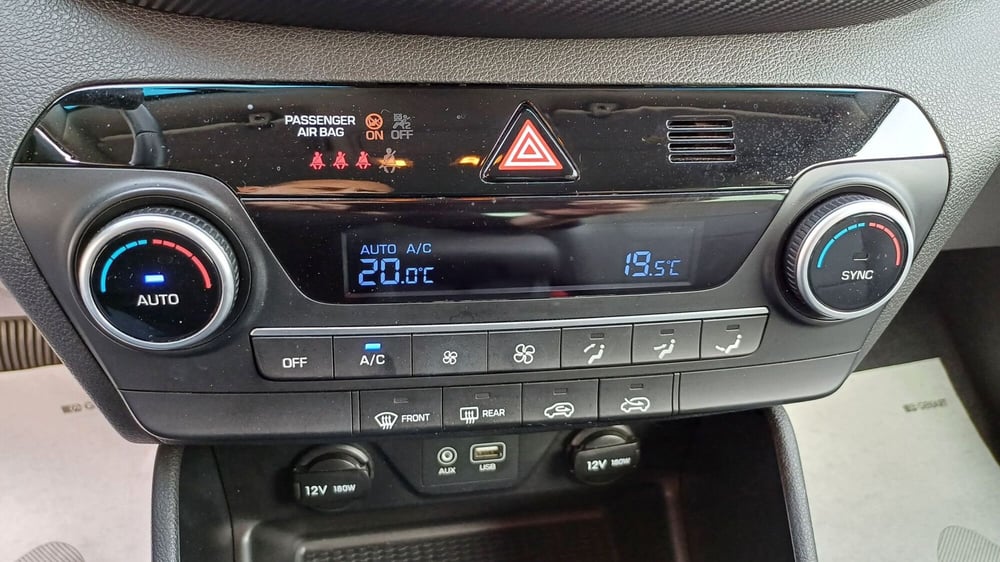 PASSENGER
AIR BAG
ON
OFF
AUTO A/C
20.0°C
19.5°C
AUTO
SYNC
OFF
A/C
FRONT
REAR
12V 180W
AUX
USB
12V 180W